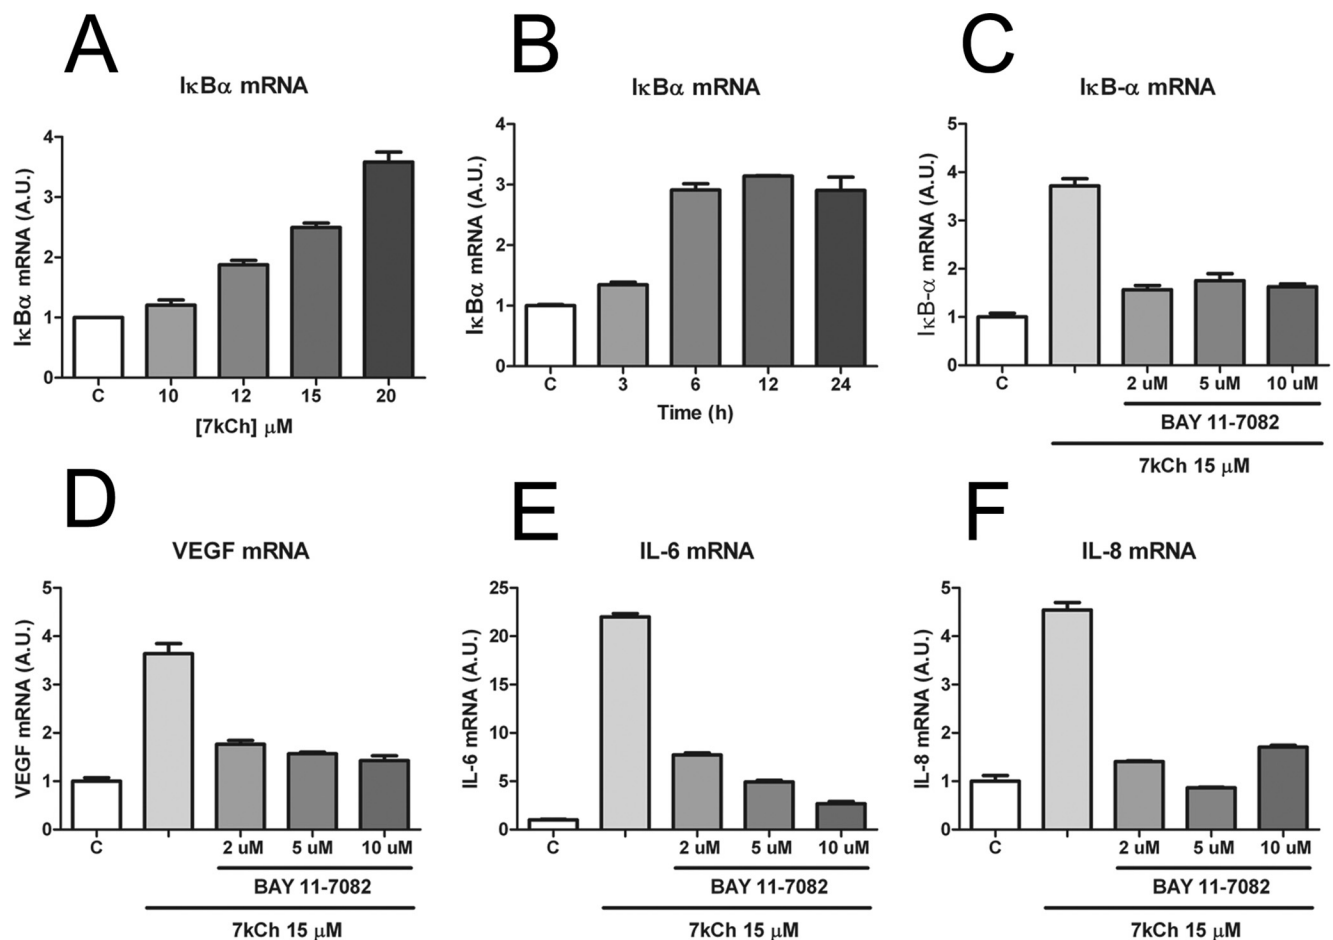 A
IκBα mRNA
IκBα mRNA (A.U.)
4
3
2
1
0
C 10 12 15 20
[7kCh] μM
B
IκBα mRNA
IκBα mRNA (A.U.)
4
3
2
1
0
C 3 6 12 24
Time (h)
C
IκB-α mRNA
IκB-α mRNA (A.U.)
5
4
3
2
1
0
C 2 uM 5 uM 10 uM
BAY 11-7082
7kCh 15 μM
D
VEGF mRNA
VEGF mRNA (A.U.)
5
4
3
2
1
0
C 2 uM 5 uM 10 uM
BAY 11-7082
7kCh 15 μM
E
IL-6 mRNA
IL-6 mRNA (A.U.)
25
20
15
10
5
0
C 2 uM 5 uM 10 uM
BAY 11-7082
7kCh 15 μM
F
IL-8 mRNA
IL-8 mRNA (A.U.)
5
4
3
2
1
0
C 2 uM 5 uM 10 uM
BAY 11-7082
7kCh 15 μM